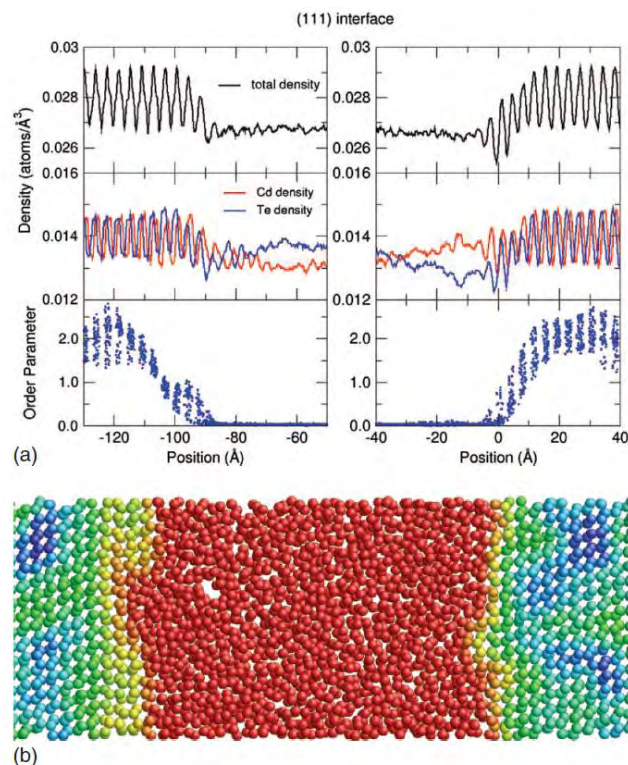 (111) interface
0.03
0.03
total density
0.028
0.028
0.026
0.026
0.016
0.016
Density (atoms/Å³)
Cd density
Te density
0.014
0.014
0.012
0.012
2.0
2.0
Order Parameter
1.0
1.0
0.0
0.0
-120 -100 -80 -60
-40 -20 0 20 40
(a)
Position (Å)
Position (Å)
(b)